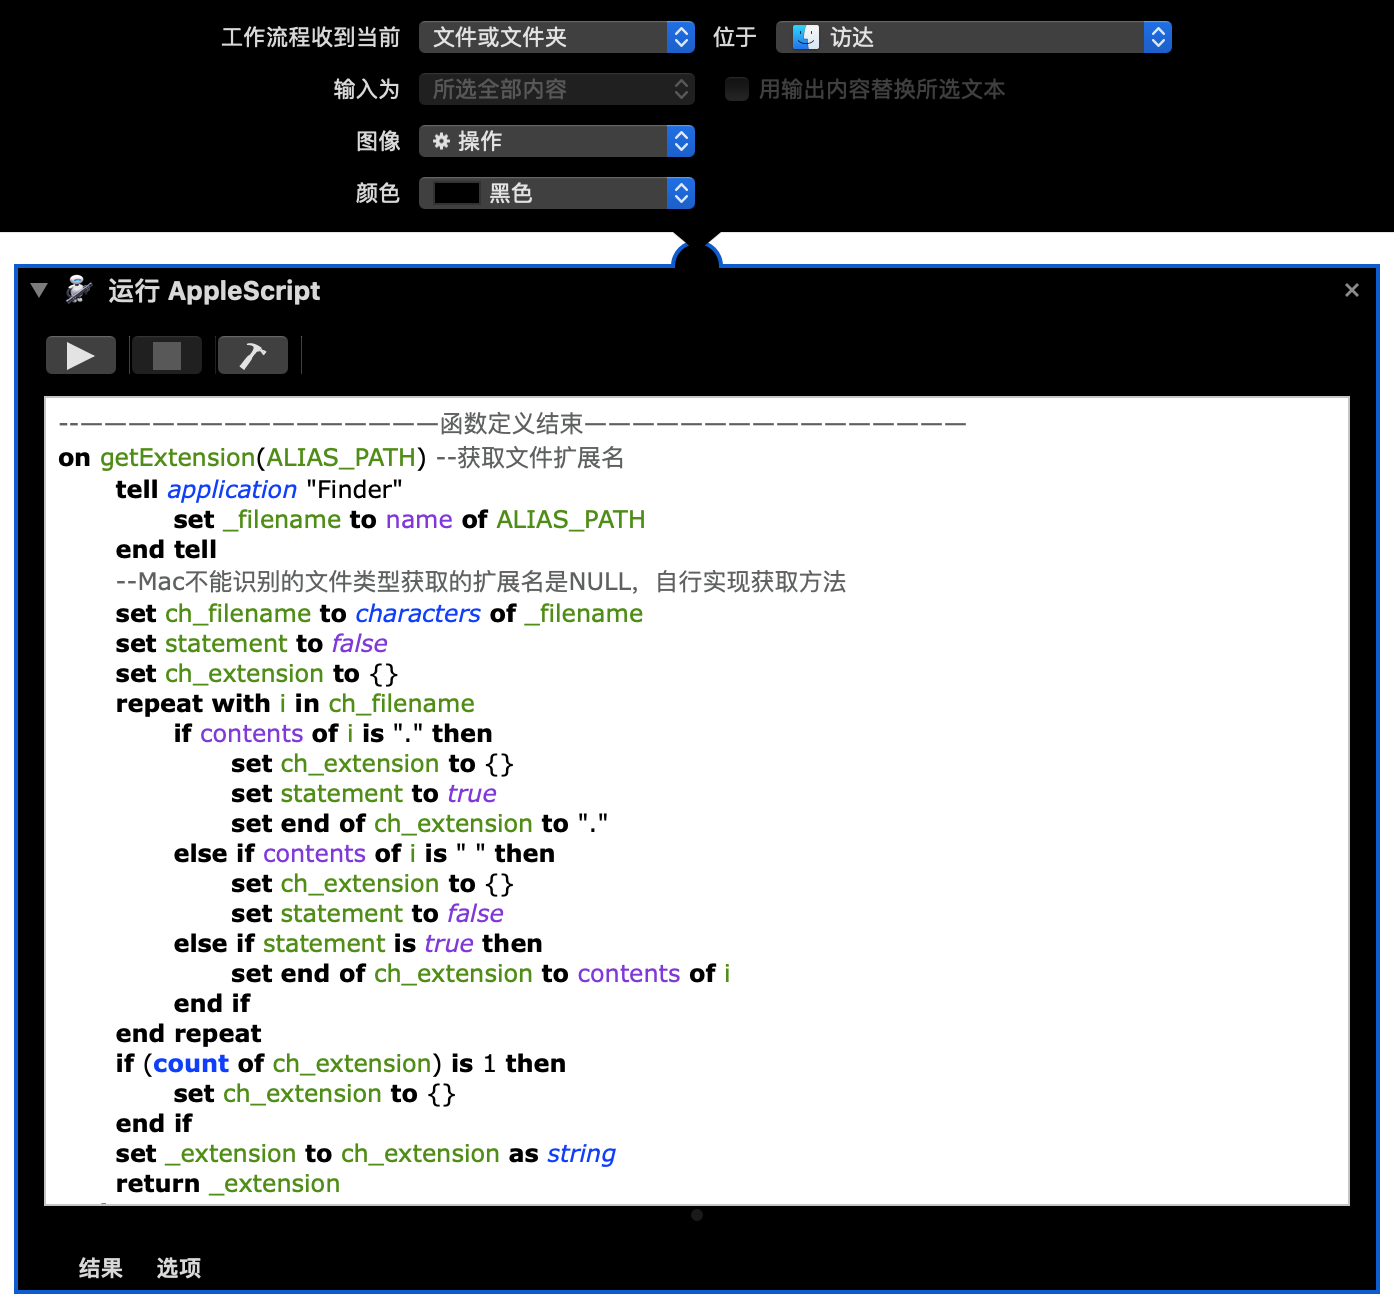 工作流程收到当前 文件或文件夹 位于 访达
输入为 所选全部内容 用输出内容替换所选文本
图像 操作
颜色 黑色
运行 AppleScript
--———————————————函数定义结束————————————————
on getExtension(ALIAS_PATH) --获取文件扩展名
tell application "Finder"
set _filename to name of ALIAS_PATH
end tell
--Mac不能识别的文件类型获取的扩展名是NULL，自行实现获取方法
set ch_filename to characters of _filename
set statement to false
set ch_extension to {}
repeat with i in ch_filename
if contents of i is "." then
set ch_extension to {}
set statement to true
set end of ch_extension to "."
else if contents of i is " " then
set ch_extension to {}
set statement to false
else if statement is true then
set end of ch_extension to contents of i
end if
end repeat
if (count of ch_extension) is 1 then
set ch_extension to {}
end if
set _extension to ch_extension as string
return _extension
结果 选项